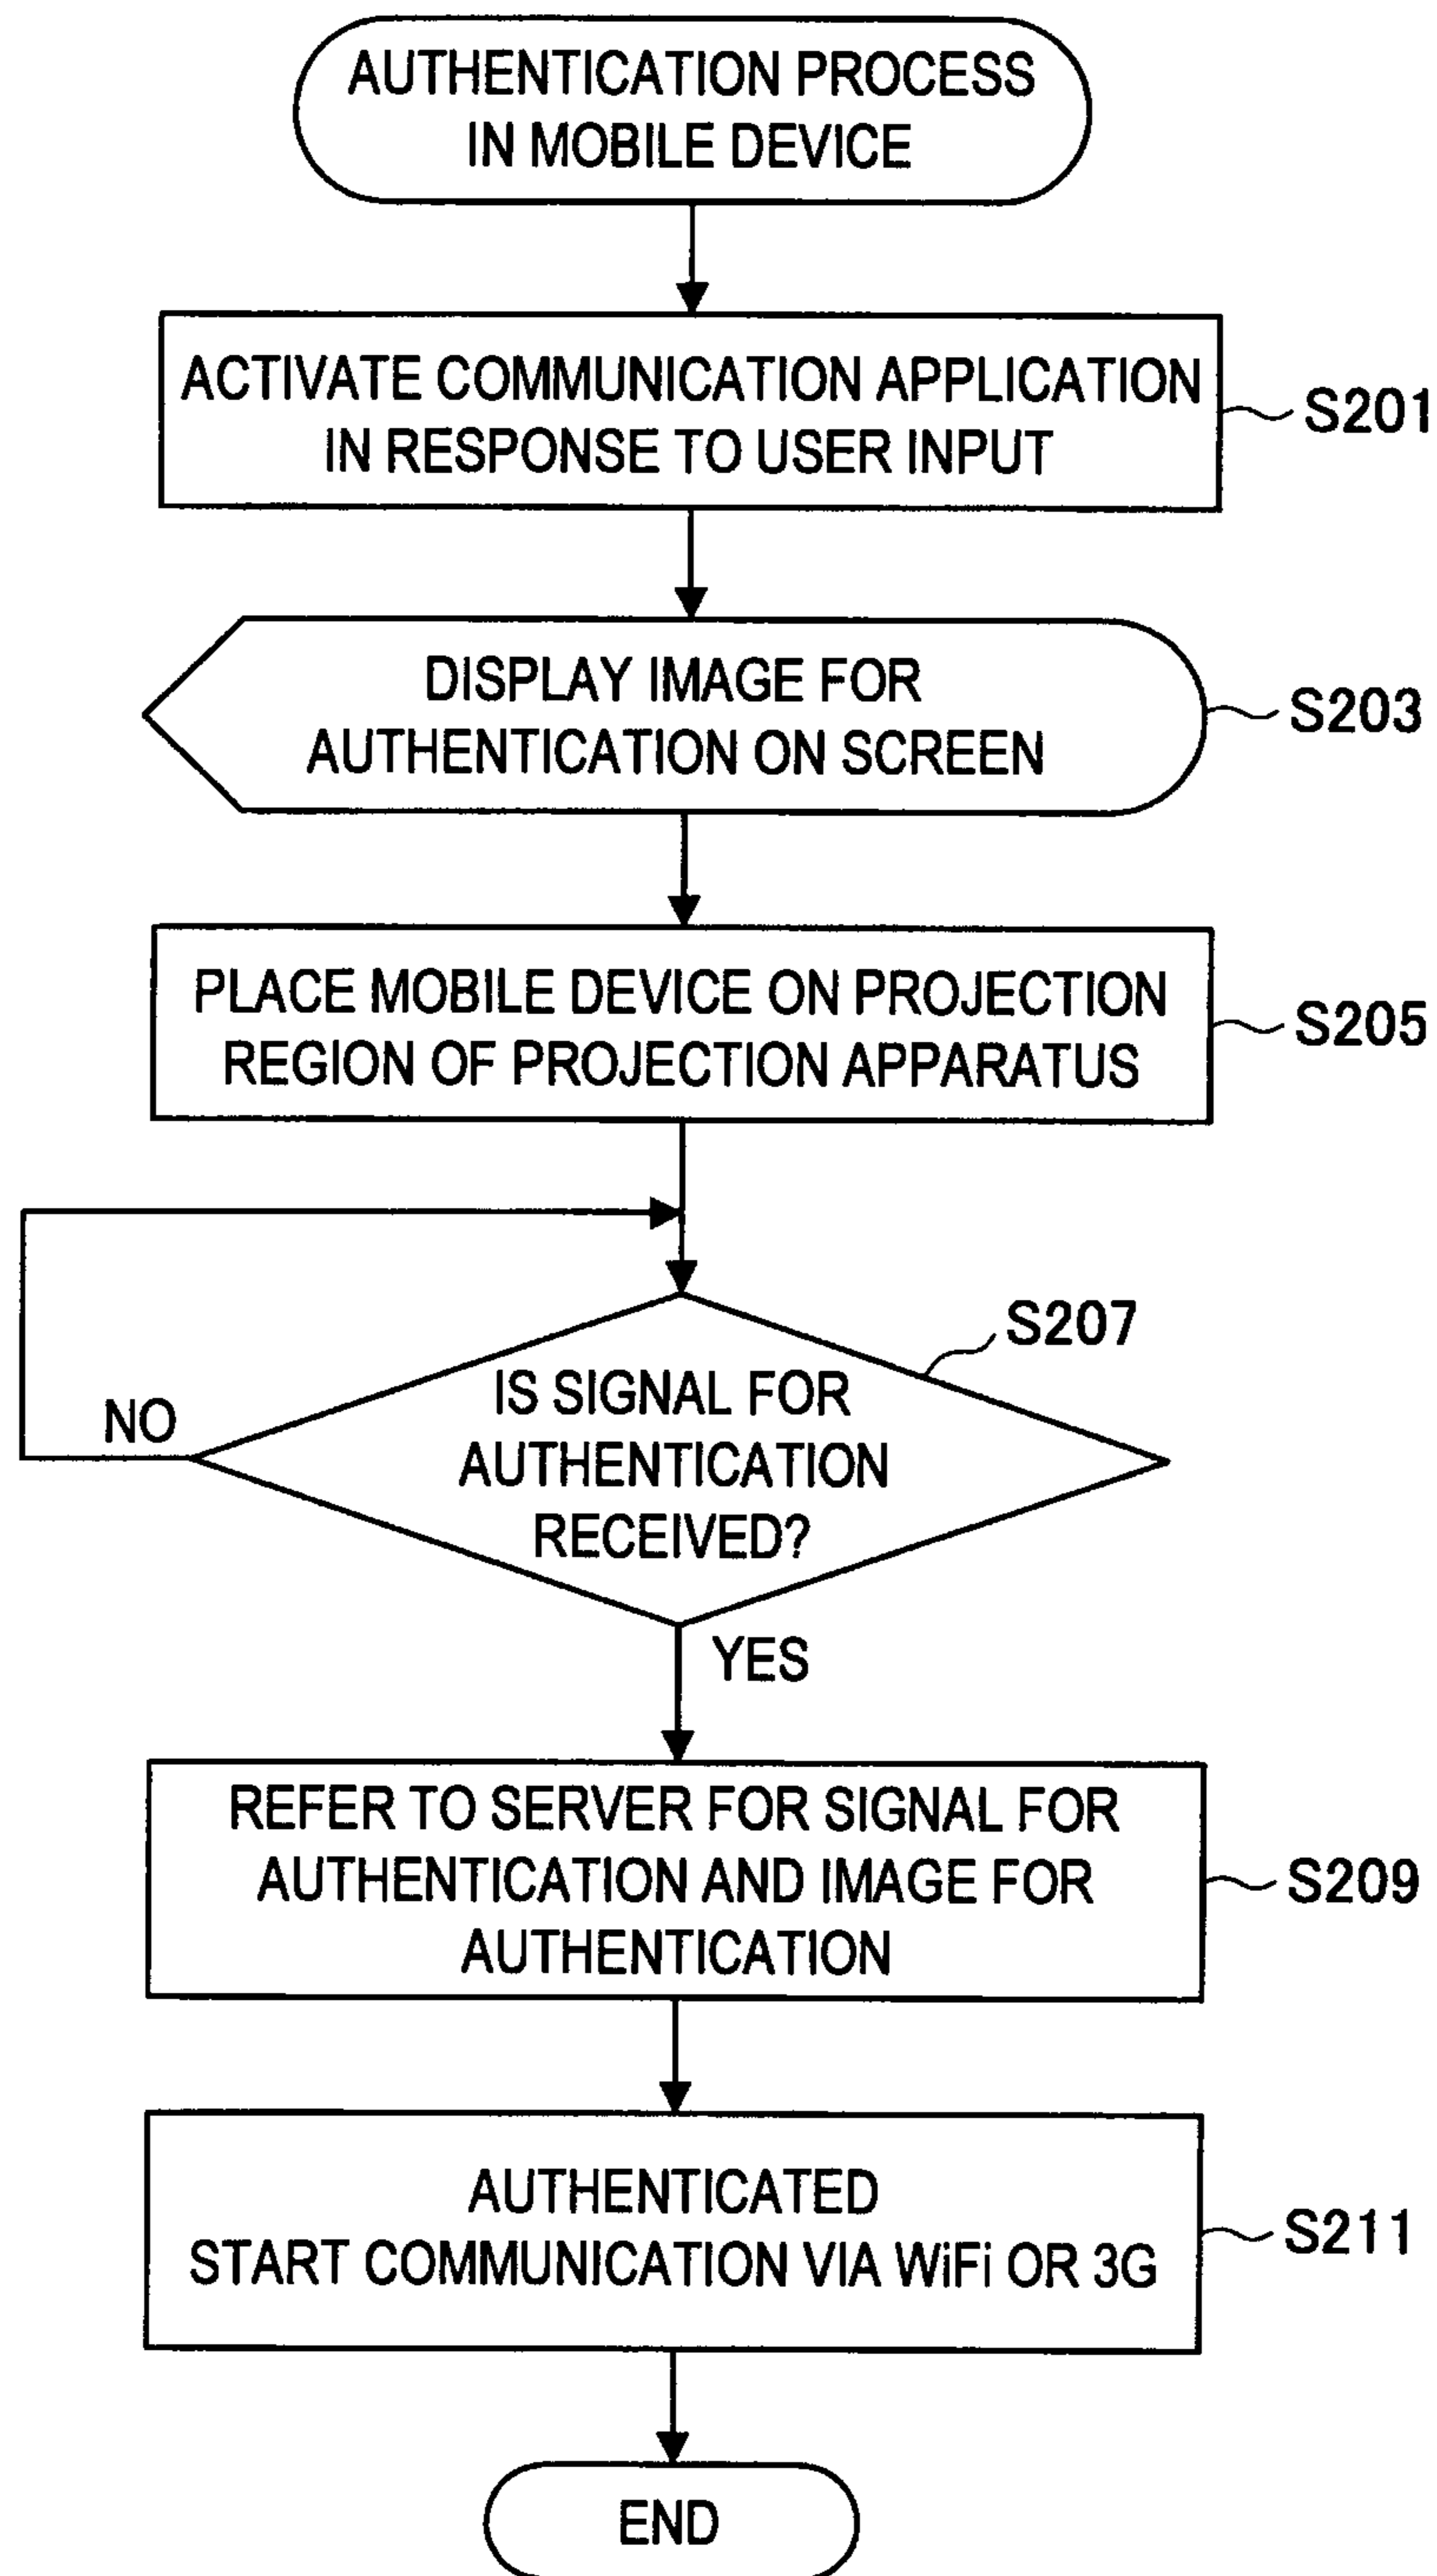 AUTHENTICATION PROCESS
IN MOBILE DEVICE
ACTIVATE COMMUNICATION APPLICATION
IN RESPONSE TO USER INPUT
S201
DISPLAY IMAGE FOR
AUTHENTICATION ON SCREEN
S203
PLACE MOBILE DEVICE ON PROJECTION
REGION OF PROJECTION APPARATUS
S205
S207
IS SIGNAL FOR
AUTHENTICATION
RECEIVED?
NO
YES
REFER TO SERVER FOR SIGNAL FOR
AUTHENTICATION AND IMAGE FOR
AUTHENTICATION
S209
AUTHENTICATED
START COMMUNICATION VIA WiFi OR 3G
S211
END